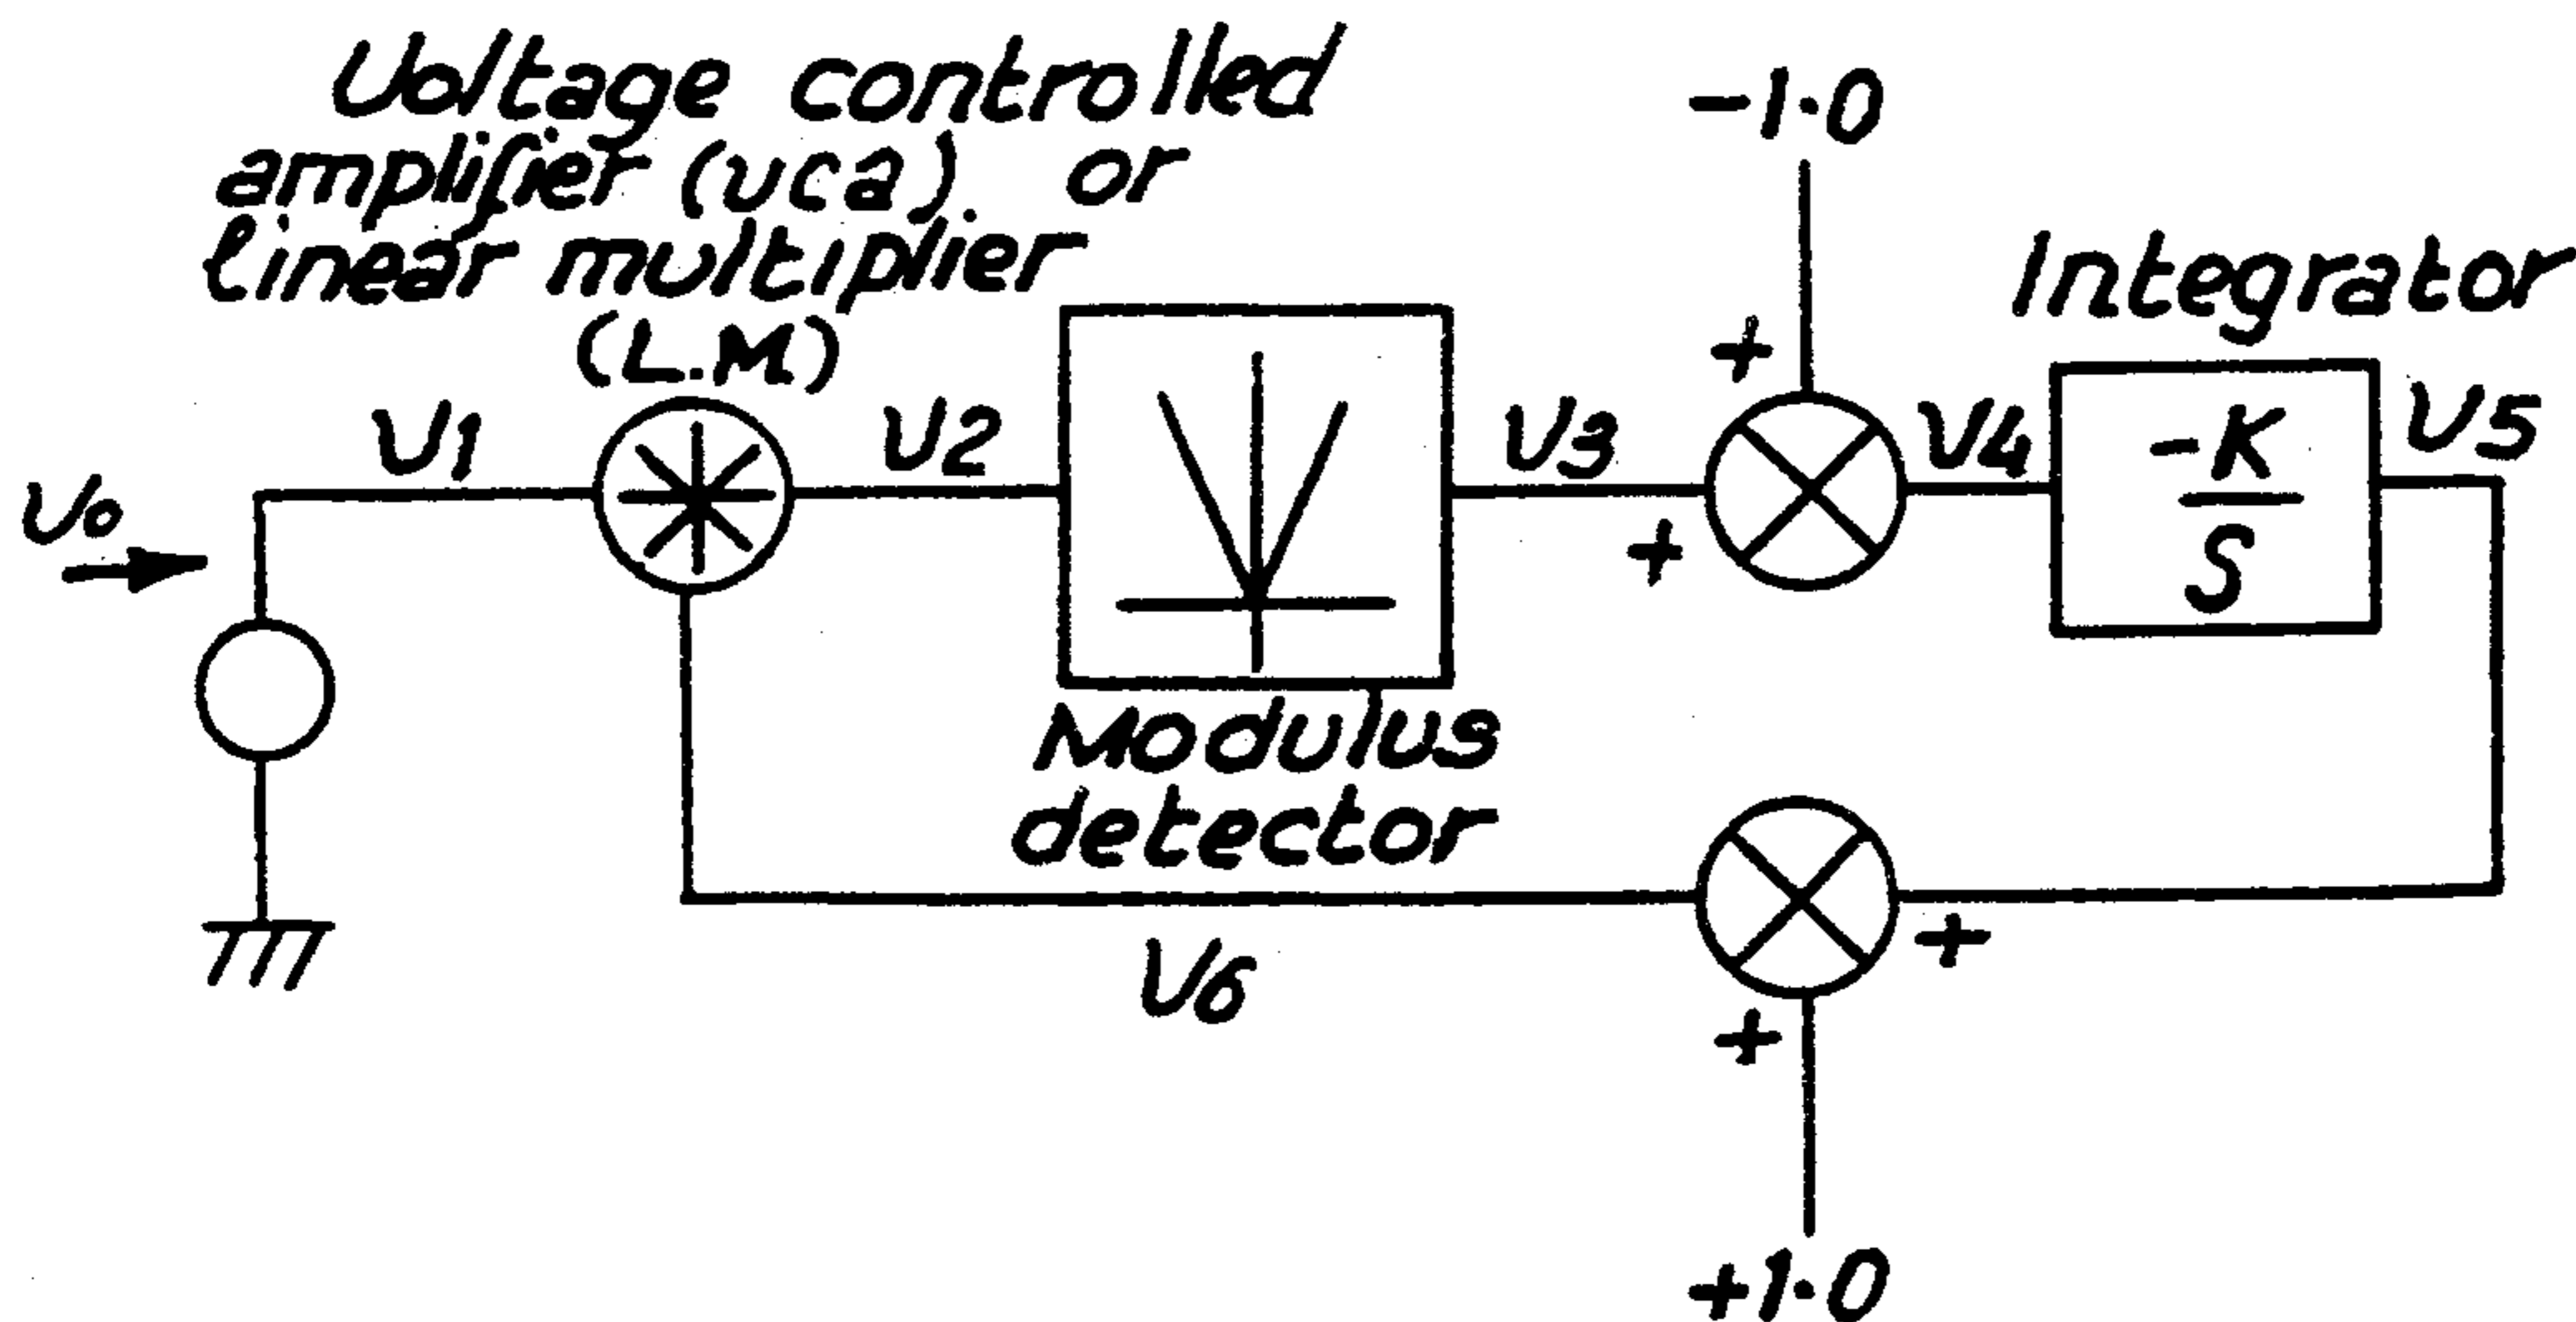 Voltage controlled
amplifier (vca) or
linear multiplier
(L.M)
-1.0
+
Integrator
Vo
V1
V2
V3
+
V4
-K
S
V5
Modulus
detector
V6
+
+
+1.0